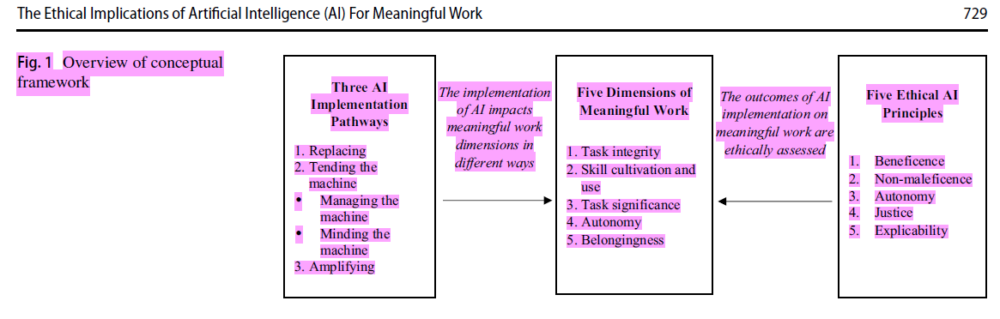 The Ethical Implications of Artificial Intelligence (AI) For Meaningful Work
729
Fig. 1 Overview of conceptual
framework
Three AI
Implementation
Pathways
1. Replacing
2. Tending the
machine
• Managing the
machine
• Minding the
machine
3. Amplifying
The implementation
of AI impacts
meaningful work
dimensions in
different ways
Five Dimensions of
Meaningful Work
1. Task integrity
2. Skill cultivation and
use
3. Task significance
4. Autonomy
5. Belongingness
The outcomes of AI
implementation on
meaningful work are
ethically assessed
Five Ethical AI
Principles
1. Beneficence
2. Non-maleficence
3. Autonomy
4. Justice
5. Explicability